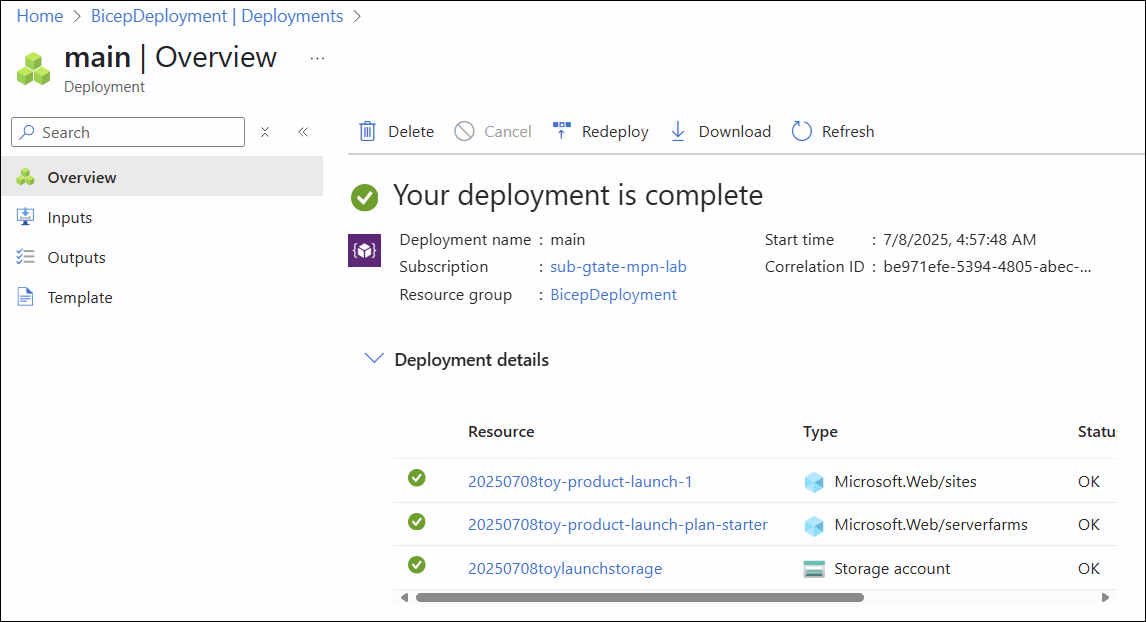 Home > BicepDeployment | Deployments >
main | Overview ...
Deployment
Search
Overview
Inputs
Outputs
Template
Delete Cancel Redeploy Download Refresh
Your deployment is complete
Deployment name : main Start time : 7/8/2025, 4:57:48 AM
Subscription : sub-gtate-mpn-lab Correlation ID : be971efe-5394-4805-abec-...
Resource group : BicepDeployment
Deployment details
Resource Type Statu
20250708toy-product-launch-1 Microsoft.Web/sites OK
20250708toy-product-launch-plan-starter Microsoft.Web/serverfarms OK
20250708toylaunchstorage Storage account OK